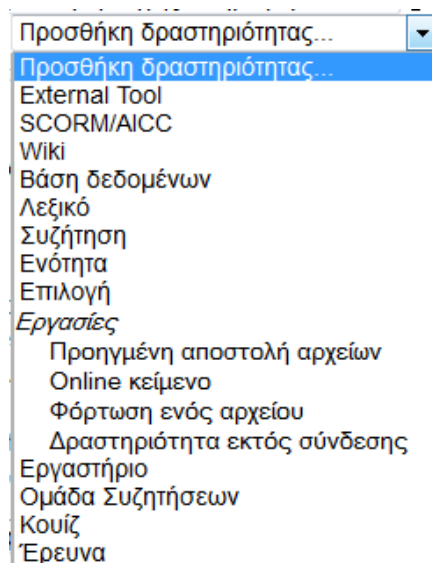 Προσθήκη δραστηριότητας...
Προσθήκη δραστηριότητας...
External Tool
SCORM/AICC
Wiki
Βάση δεδομένων
Λεξικό
Συζήτηση
Ενότητα
Επιλογή
Εργασίες
Προηγμένη αποστολή αρχείων
Online κείμενο
Φόρτωση ενός αρχείου
Δραστηριότητα εκτός σύνδεσης
Εργαστήριο
Ομάδα Συζητήσεων
Κουίζ
Έρευνα